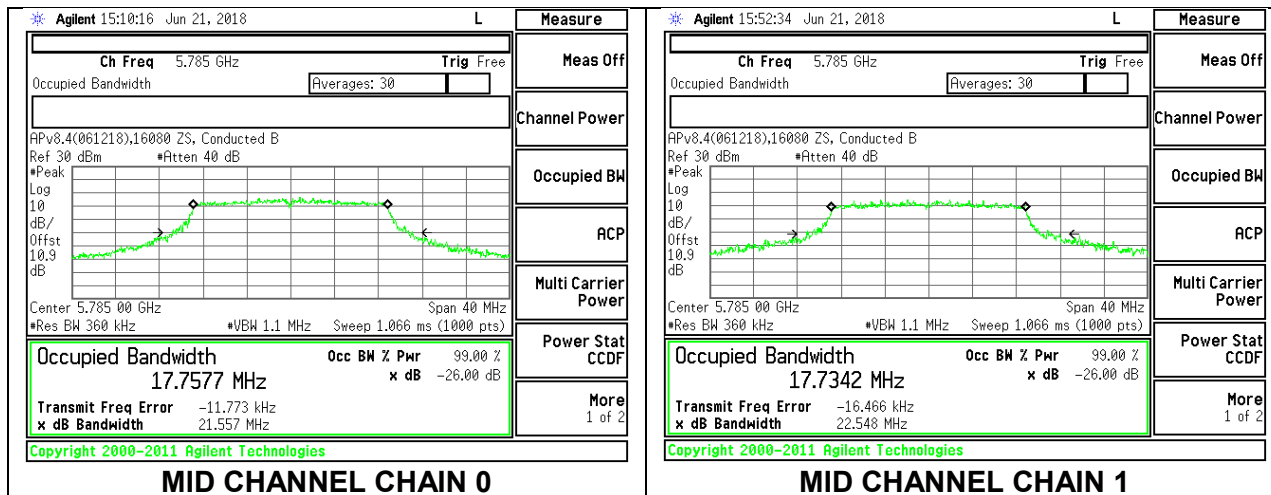 Agilent 15:10:16 Jun 21, 2018 L Measure
Ch Freq 5.785 GHz Trig Free
Meas Off
Occupied Bandwidth Averages: 30
Channel Power
APv8.4(061218),16080 ZS, Conducted B
Ref 30 dBm #Atten 40 dB
#Peak
Log
10
dB/
Offst
10.9
dB
Occupied BW
ACP
Multi Carrier
Power
Center 5.785 00 GHz Span 40 MHz
#Res BW 360 kHz #VBW 1.1 MHz Sweep 1.066 ms (1000 pts)
Power Stat
CCDF
Occupied Bandwidth Occ BW % Pwr 99.00 %
17.7577 MHz x dB -26.00 dB
Transmit Freq Error -11.773 kHz
x dB Bandwidth 21.557 MHz
More
1 of 2
Copyright 2000-2011 Agilent Technologies
MID CHANNEL CHAIN 0
Agilent 15:52:34 Jun 21, 2018 L Measure
Ch Freq 5.785 GHz Trig Free
Meas Off
Occupied Bandwidth Averages: 30
Channel Power
APv8.4(061218),16080 ZS, Conducted B
Ref 30 dBm #Atten 40 dB
#Peak
Log
10
dB/
Offst
10.9
dB
Occupied BW
ACP
Multi Carrier
Power
Center 5.785 00 GHz Span 40 MHz
#Res BW 360 kHz #VBW 1.1 MHz Sweep 1.066 ms (1000 pts)
Power Stat
CCDF
Occupied Bandwidth Occ BW % Pwr 99.00 %
17.7342 MHz x dB -26.00 dB
Transmit Freq Error -16.466 kHz
x dB Bandwidth 22.548 MHz
More
1 of 2
Copyright 2000-2011 Agilent Technologies
MID CHANNEL CHAIN 1